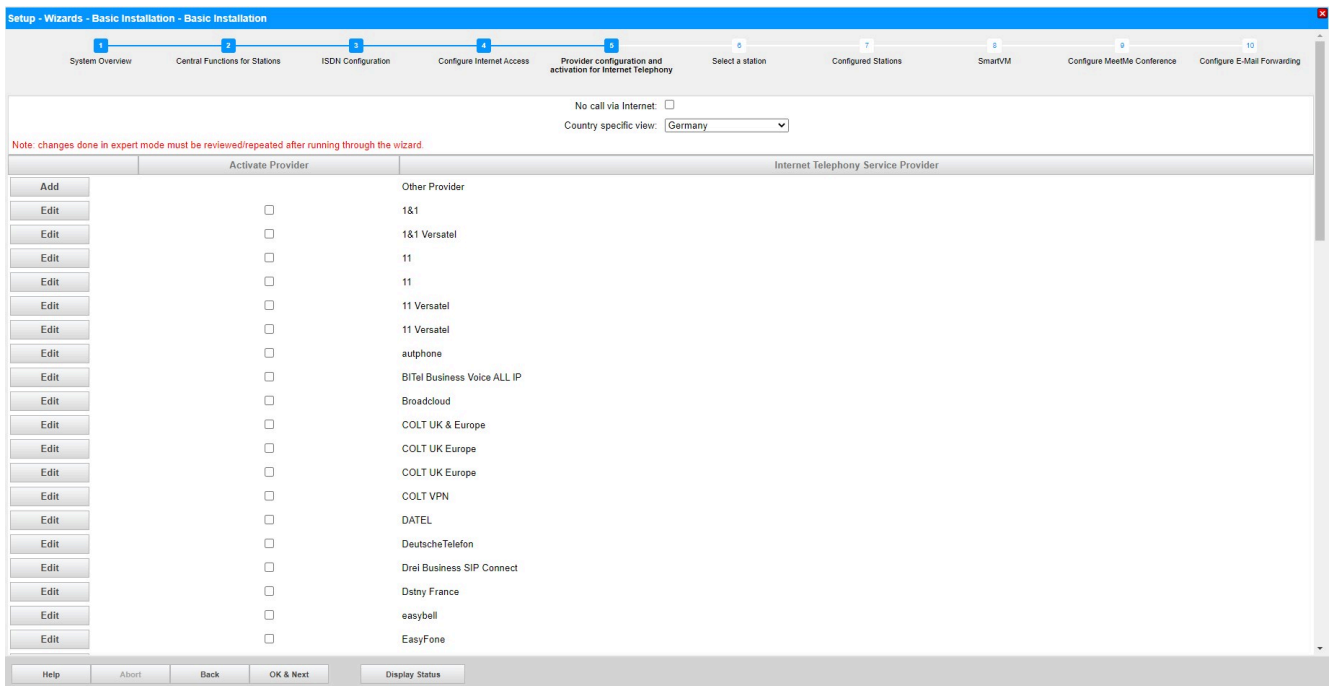 Setup - Wizards - Basic Installation - Basic Installation
1 2 3 4 5 6 7 8 9 10
System Overview Central Functions for Stations ISDN Configuration Configure Internet Access Provider configuration and activation for Internet Telephony Select a station Configured Stations SmartVM Configure MeetMe Conference Configure E-Mail Forwarding
No call via Internet:
Country specific view: Germany
Note: changes done in expert mode must be reviewed/repeated after running through the wizard.
Activate Provider Internet Telephony Service Provider
Add Other Provider
Edit 1&1
Edit 1&1 Versatel
Edit 11
Edit 11
Edit 11 Versatel
Edit 11 Versatel
Edit autphone
Edit BITel Business Voice ALL IP
Edit Broadcloud
Edit COLT UK & Europe
Edit COLT UK Europe
Edit COLT UK Europe
Edit COLT VPN
Edit DATEL
Edit DeutscheTelefon
Edit Drei Business SIP Connect
Edit Dstny France
Edit easybell
Edit EasyFone
Help Abort Back OK & Next Display Status